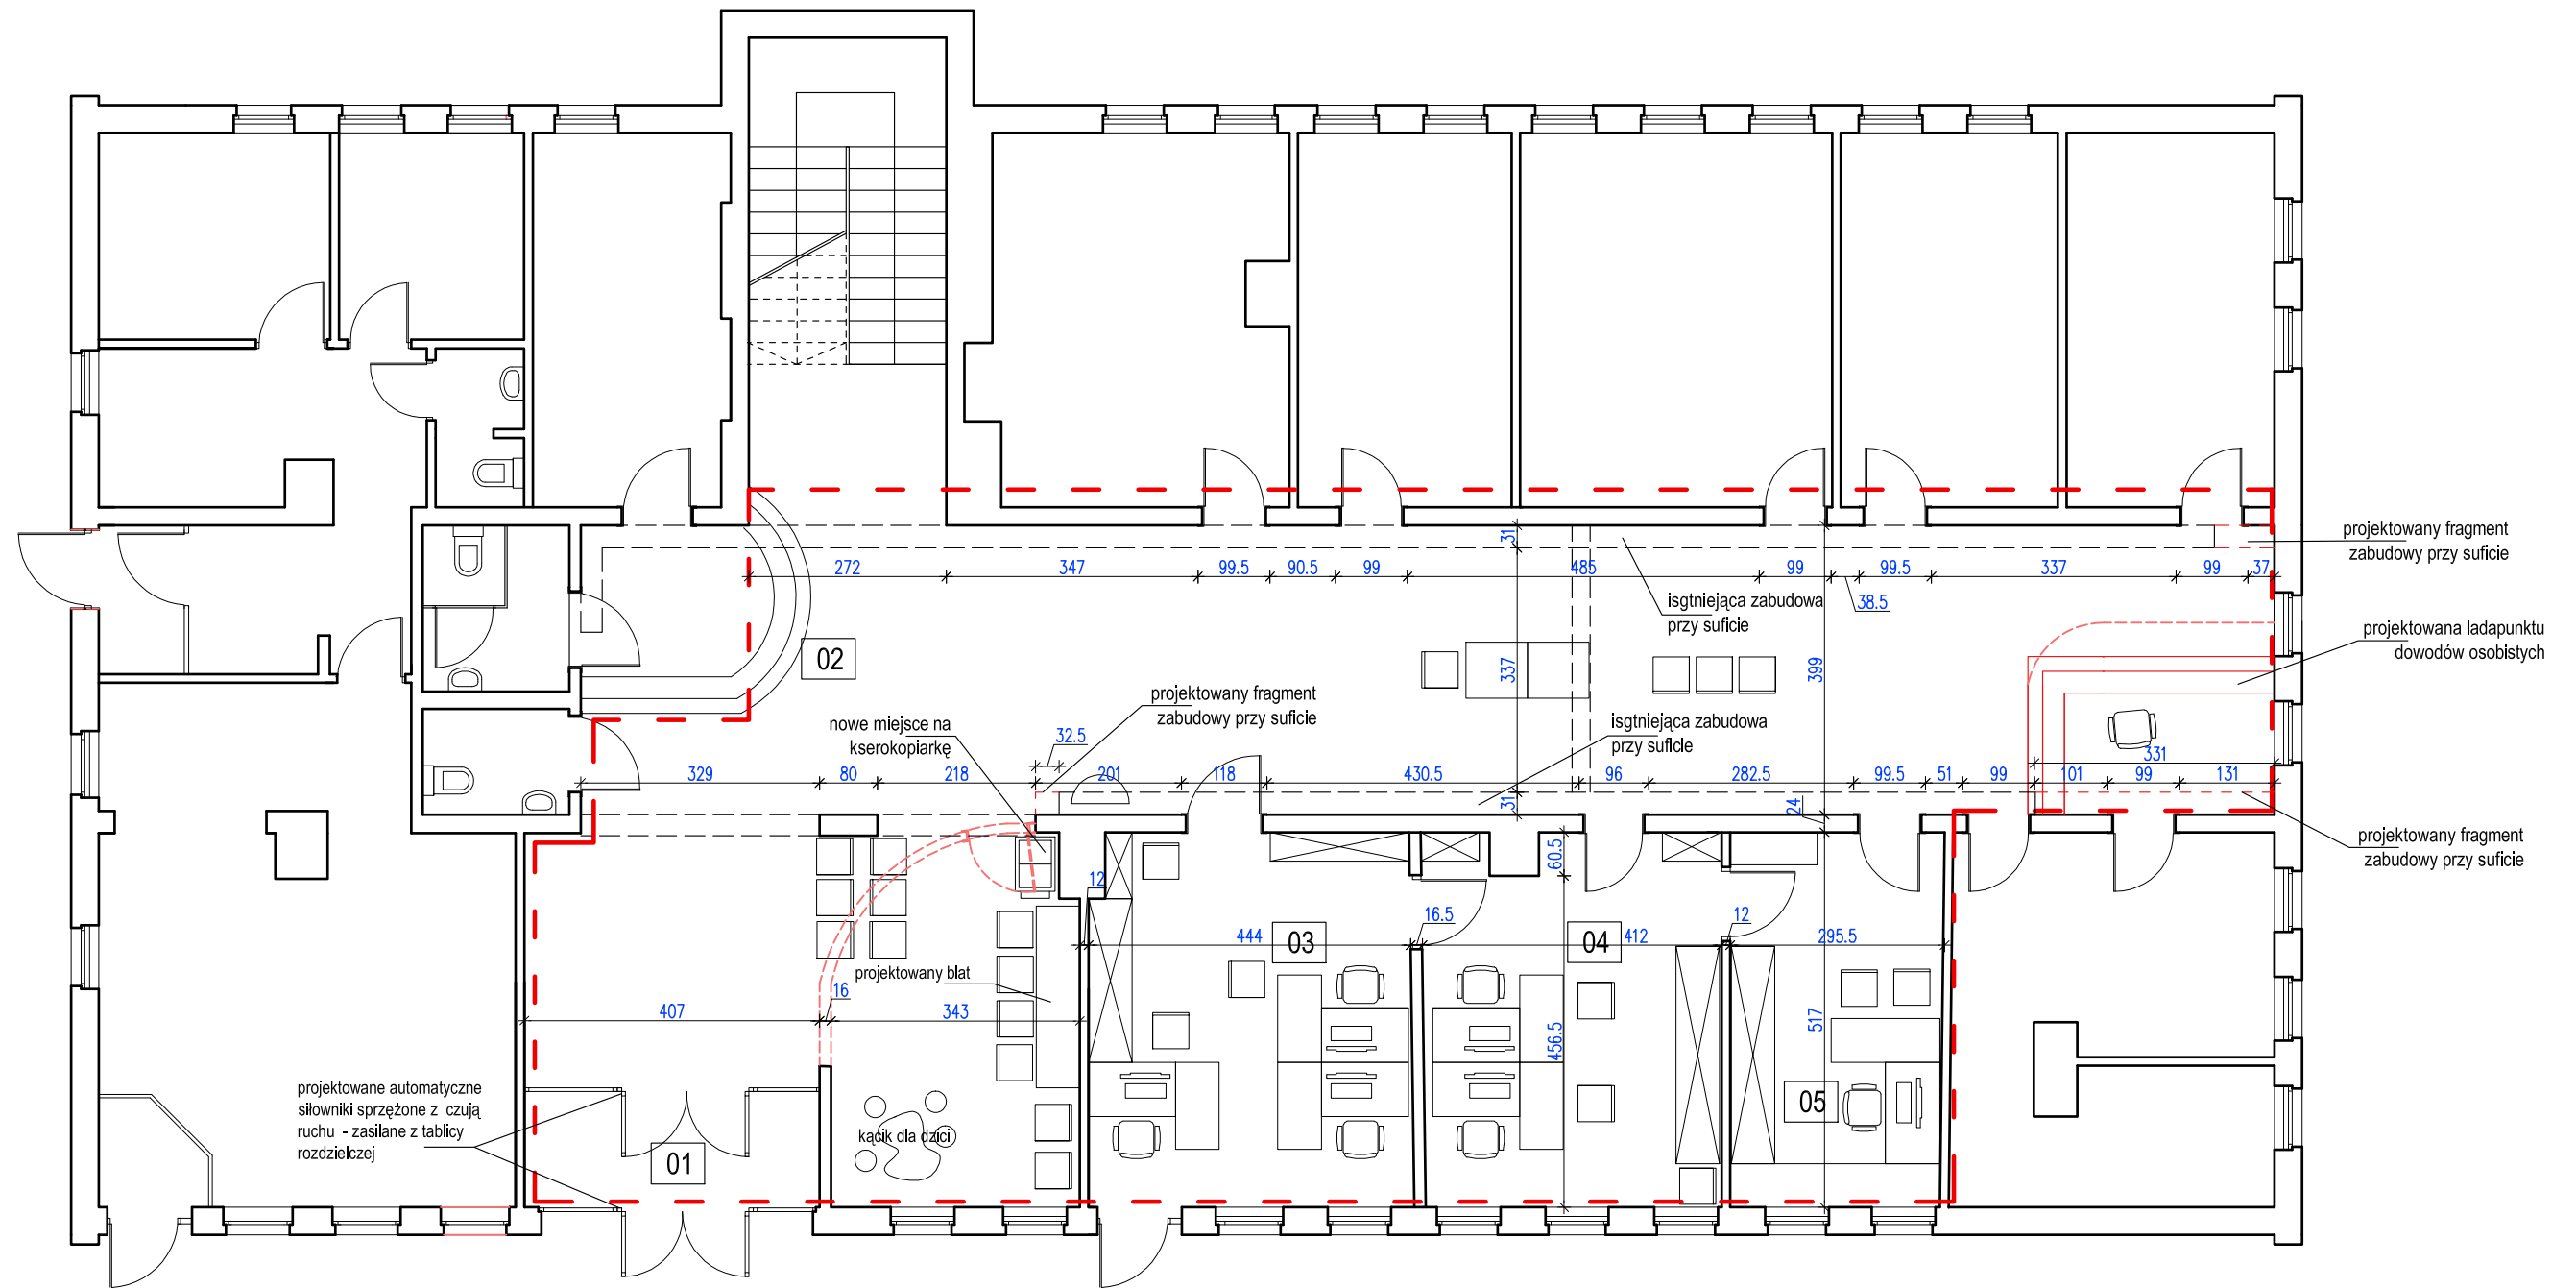 31
projektowany fragment
zabudowy przy suficie
272
347
99.5
90.5
99
485
99
99.5
337
99
37
38.5
isgtniejąca zabudowa
przy suficie
projektowana ladapunktu
dowodów osobistych
02
337
399
projektowany fragment
zabudowy przy suficie
nowe miejsce na
kserokopiarkę
32.5
isgtniejąca zabudowa
przy suficie
331
329
80
218
201
118
430.5
96
282.5
99.5
51
99
101
99
131
31
24
projektowany fragment
zabudowy przy suficie
60.5
12
16.5
12
444
03
04
412
295.5
projektowany blat
16
407
343
456.5
517
projektowane automatyczne
siłowniki sprzężone z czują
ruchu - zasilane z tablicy
rozdzielczej
05
kącik dla dzici
01